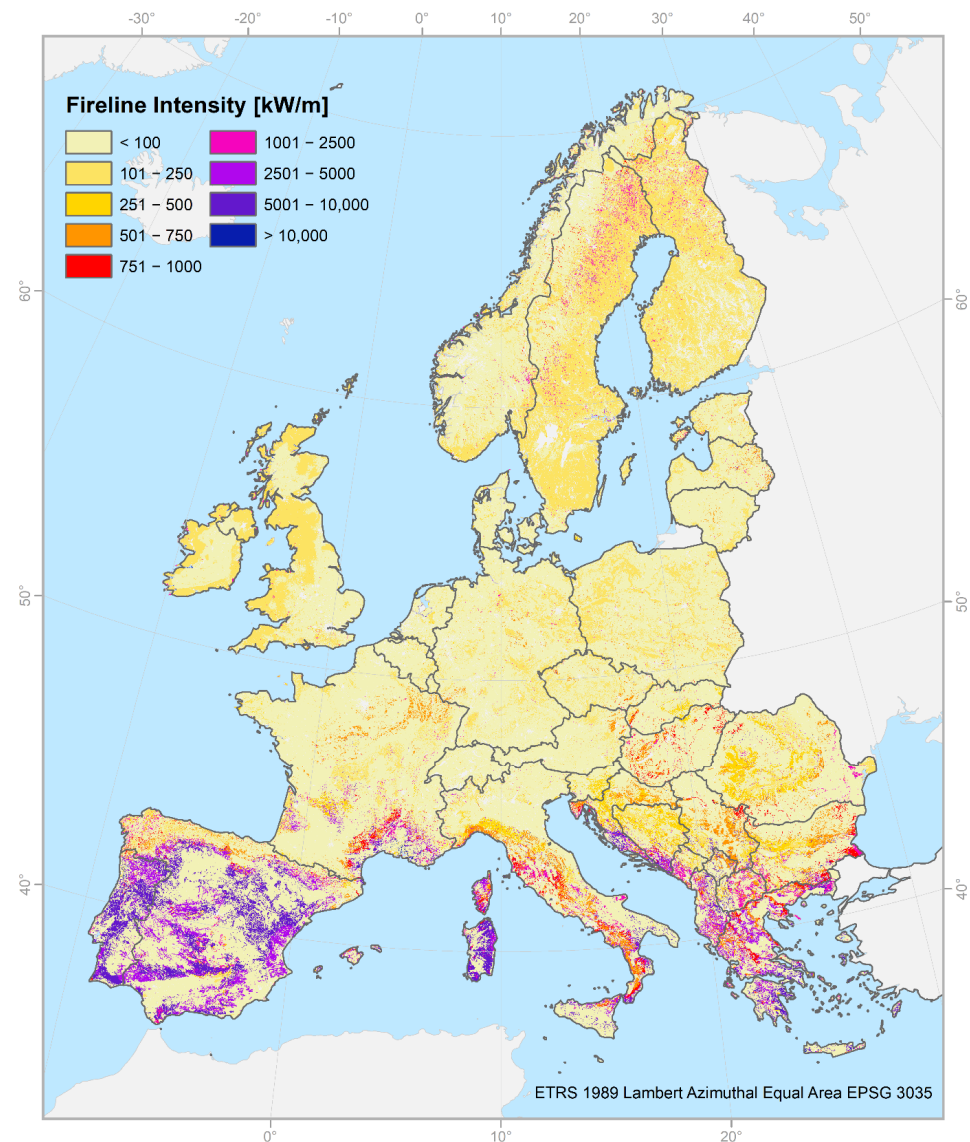 -30° -20° -10° 0° 10° 20° 30° 40° 50°
Fireline Intensity [kW/m]
< 100 1001 – 2500
101 – 250 2501 – 5000
251 – 500 5001 – 10,000
501 – 750 > 10,000
751 – 1000
60° 60°
50° 50°
40° 40°
ETRS 1989 Lambert Azimuthal Equal Area EPSG 3035
0° 10° 20°